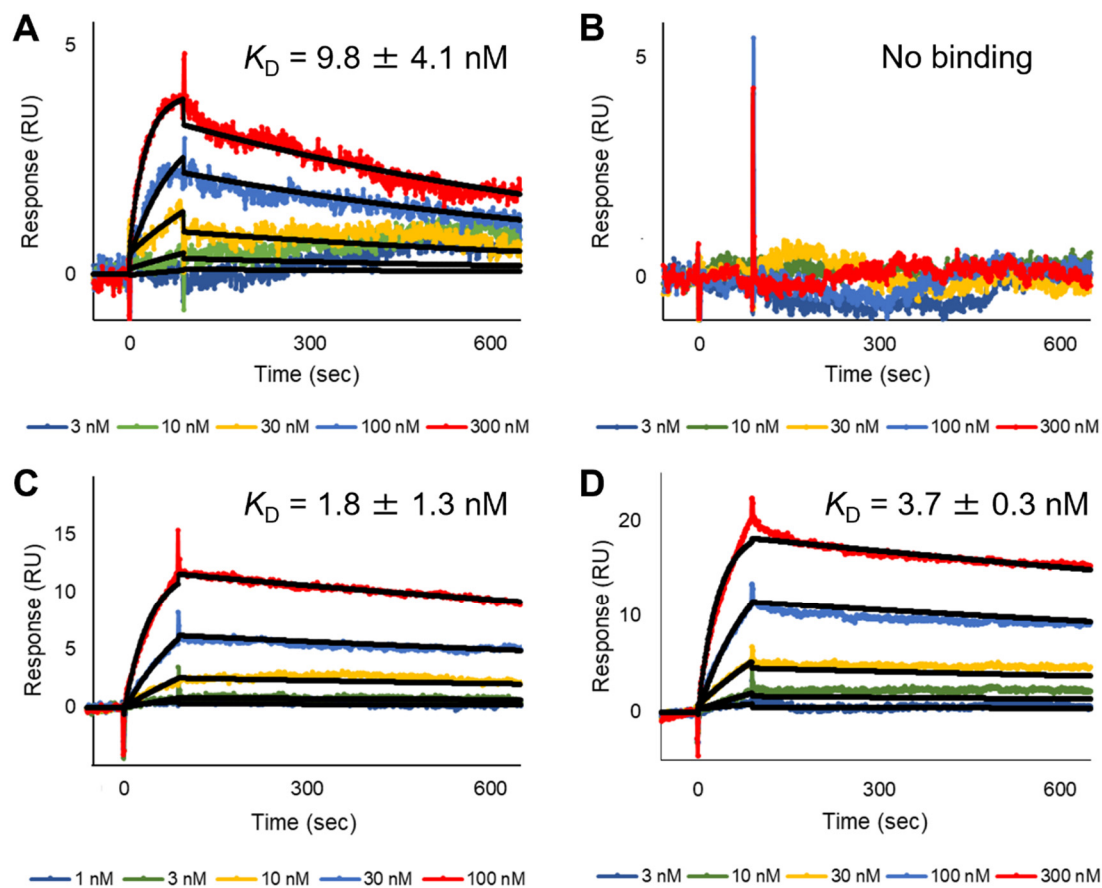 A
K_D = 9.8 ± 4.1 nM
5
0
Response (RU)
0 300 600
Time (sec)
3 nM 10 nM 30 nM 100 nM 300 nM
B
No binding
5
0
Response (RU)
0 300 600
Time (sec)
3 nM 10 nM 30 nM 100 nM 300 nM
C
K_D = 1.8 ± 1.3 nM
15
10
5
0
Response (RU)
0 300 600
Time (sec)
1 nM 3 nM 10 nM 30 nM 100 nM
D
K_D = 3.7 ± 0.3 nM
20
10
0
Response (RU)
0 300 600
Time (sec)
3 nM 10 nM 30 nM 100 nM 300 nM